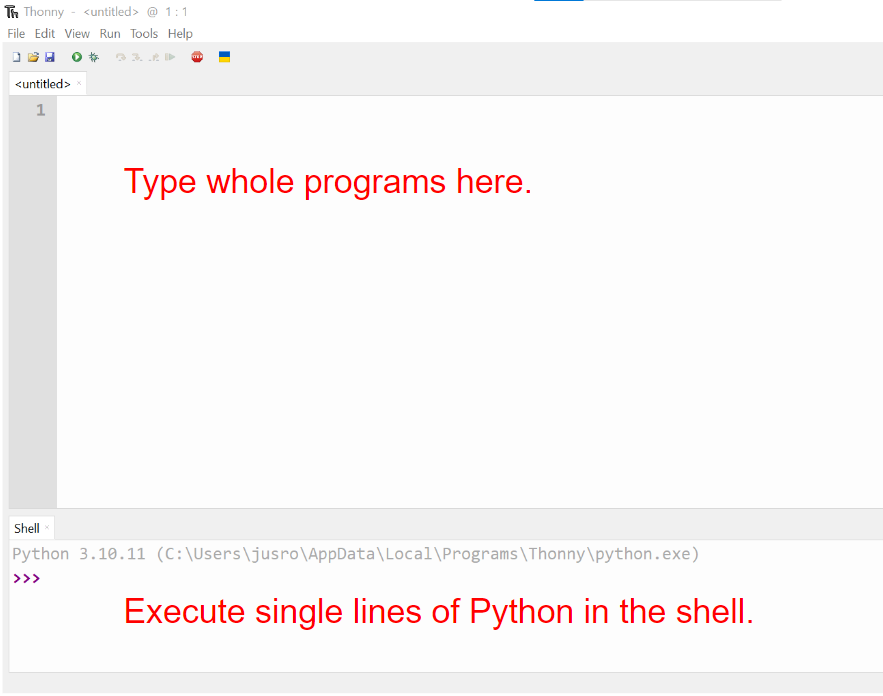 Thonny - <untitled> @ 1 : 1
File Edit View Run Tools Help
STOP
<untitled> ×
1
Type whole programs here.
Shell ×
Python 3.10.11 (C:\Users\jusro\AppData\Local\Programs\Thonny\python.exe)
>>>
Execute single lines of Python in the shell.